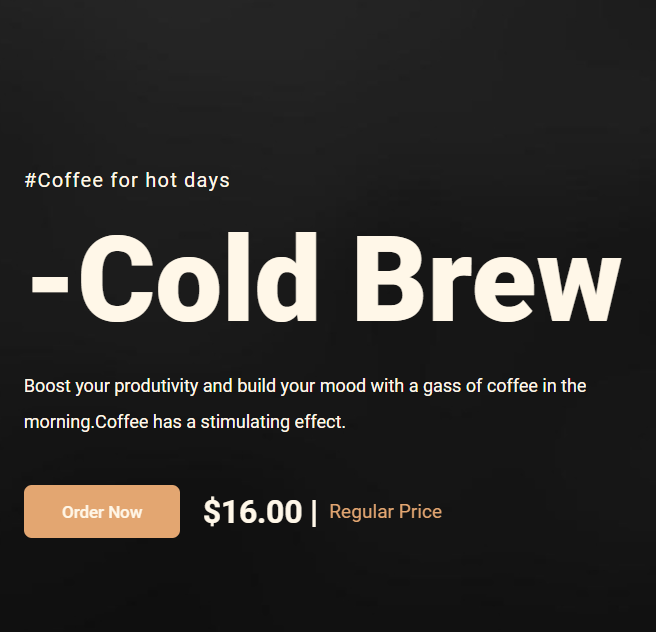 #Coffee for hot days
-Cold Brew
Boost your produtivity and build your mood with a gass of coffee in the
morning.Coffee has a stimulating effect.
Order Now $16.00 | Regular Price